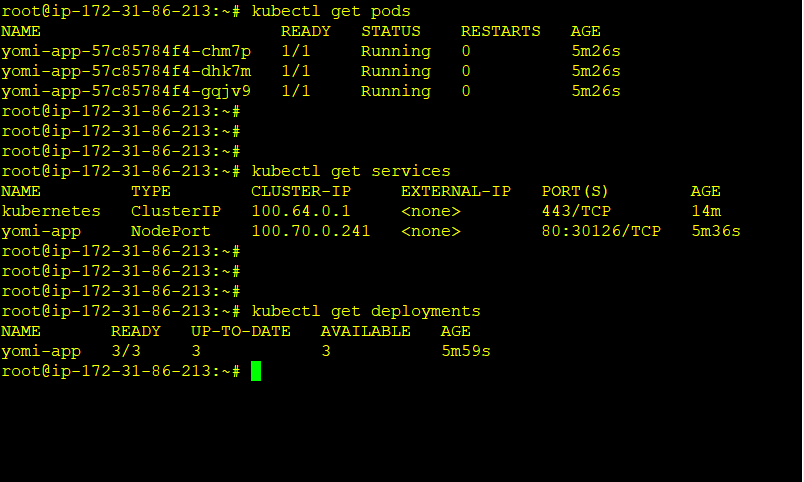 root@ip-172-31-86-213:~# kubectl get pods
NAME                        READY   STATUS    RESTARTS   AGE
yomi-app-57c85784f4-chm7p   1/1     Running   0          5m26s
yomi-app-57c85784f4-dhk7m   1/1     Running   0          5m26s
yomi-app-57c85784f4-gqjv9   1/1     Running   0          5m26s
root@ip-172-31-86-213:~#
root@ip-172-31-86-213:~#
root@ip-172-31-86-213:~#
root@ip-172-31-86-213:~# kubectl get services
NAME         TYPE        CLUSTER-IP     EXTERNAL-IP   PORT(S)        AGE
kubernetes   ClusterIP   100.64.0.1     <none>        443/TCP        14m
yomi-app     NodePort    100.70.0.241   <none>        80:30126/TCP   5m36s
root@ip-172-31-86-213:~#
root@ip-172-31-86-213:~#
root@ip-172-31-86-213:~#
root@ip-172-31-86-213:~# kubectl get deployments
NAME       READY   UP-TO-DATE   AVAILABLE   AGE
yomi-app   3/3     3            3           5m59s
root@ip-172-31-86-213:~#